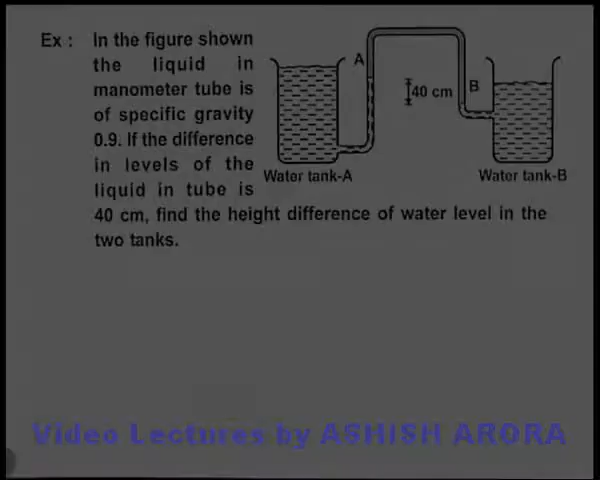 Ex : In the figure shown
the liquid in
manometer tube is
of specific gravity
0.9. If the difference
in levels of the
liquid in tube is
40 cm, find the height difference of water level in the
two tanks.
A
40 cm
B
Water tank-A
Water tank-B
Video Lectures by ASHISH ARORA